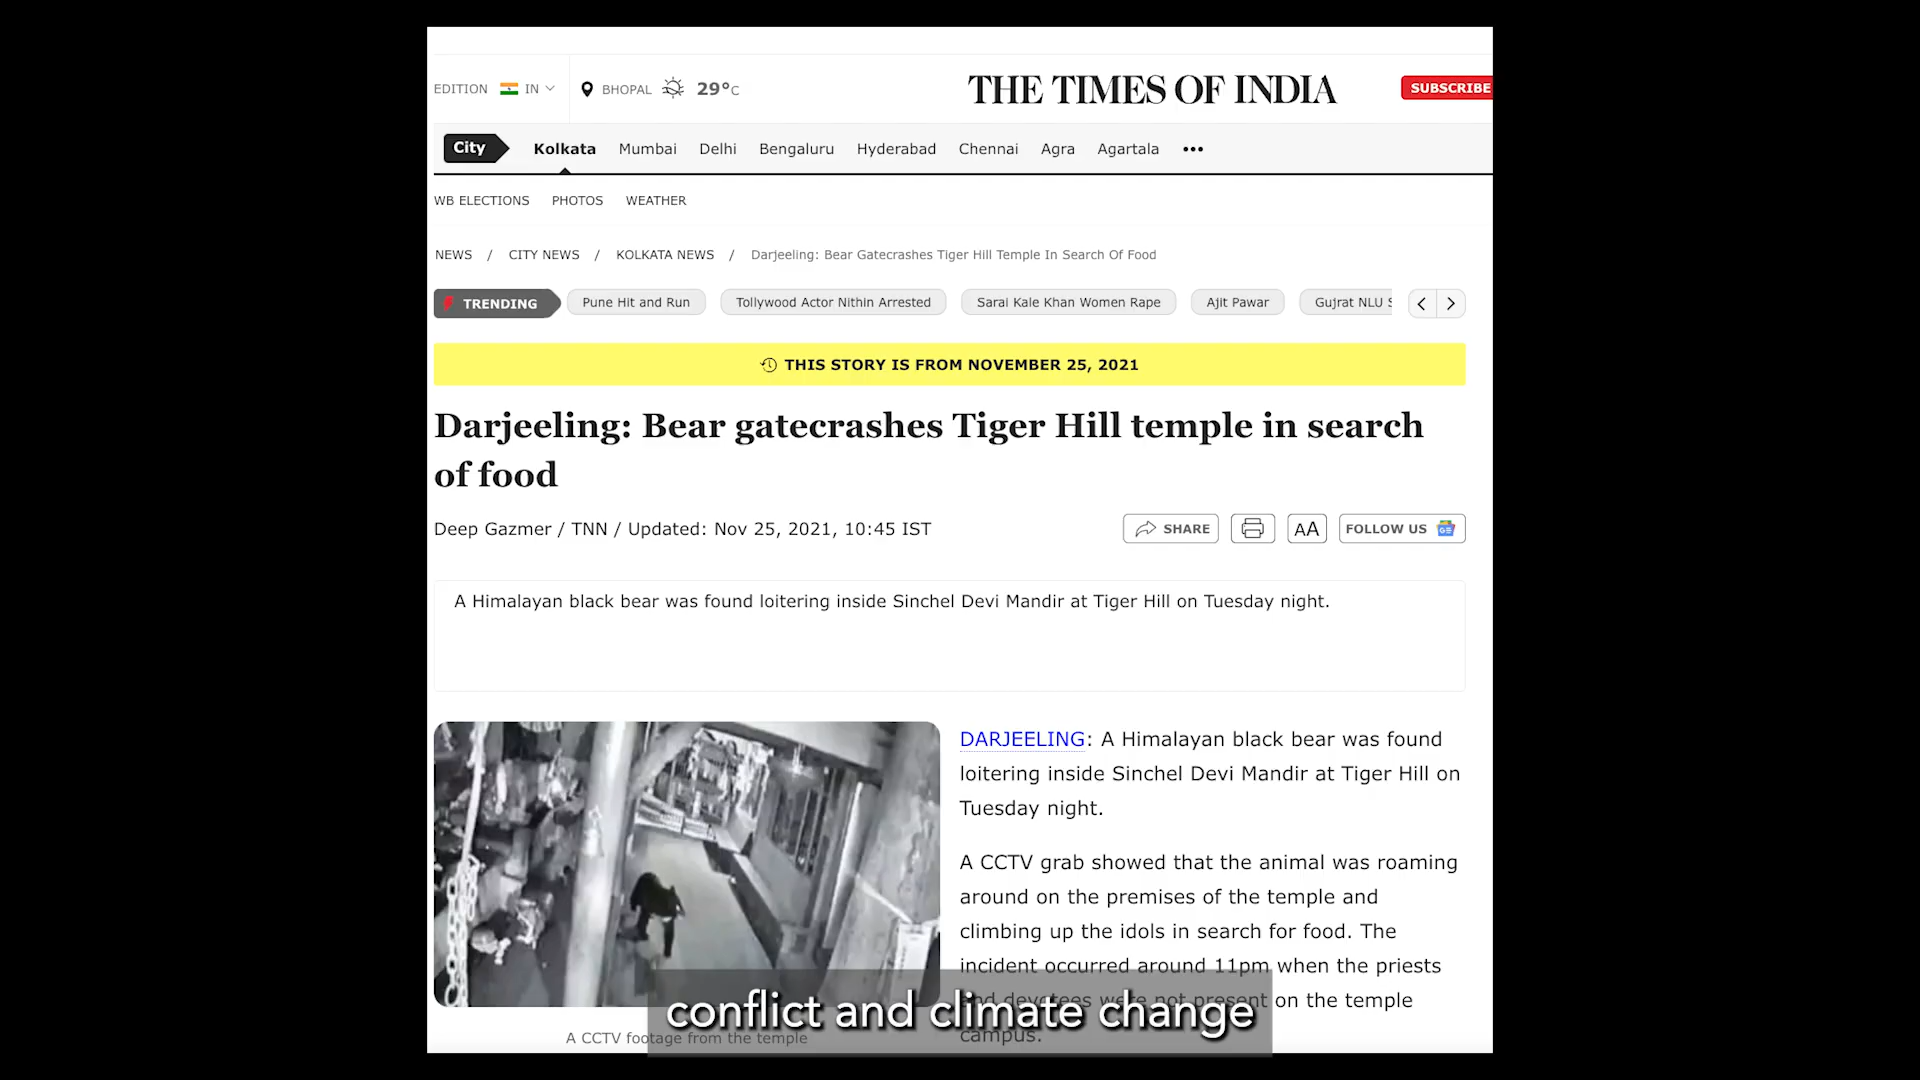 EDITION IN BHOPAL 29°C THE TIMES OF INDIA SUBSCRIBE
City Kolkata Mumbai Delhi Bengaluru Hyderabad Chennai Agra Agartala •••
WB ELECTIONS PHOTOS WEATHER
NEWS / CITY NEWS / KOLKATA NEWS / Darjeeling: Bear Gatecrashes Tiger Hill Temple In Search Of Food
TRENDING Pune Hit and Run Tollywood Actor Nithin Arrested Sarai Kale Khan Women Rape Ajit Pawar Gujrat NLU
THIS STORY IS FROM NOVEMBER 25, 2021
Darjeeling: Bear gatecrashes Tiger Hill temple in search
of food
Deep Gazmer / TNN / Updated: Nov 25, 2021, 10:45 IST SHARE AA FOLLOW US
A Himalayan black bear was found loitering inside Sinchel Devi Mandir at Tiger Hill on Tuesday night.
DARJEELING: A Himalayan black bear was found
loitering inside Sinchel Devi Mandir at Tiger Hill on
Tuesday night.
A CCTV grab showed that the animal was roaming
around on the premises of the temple and
climbing up the idols in search for food. The
incident occurred around 11pm when the priests
and devotees were not present on the temple
campus.
A CCTV footage from the temple
conflict and climate change